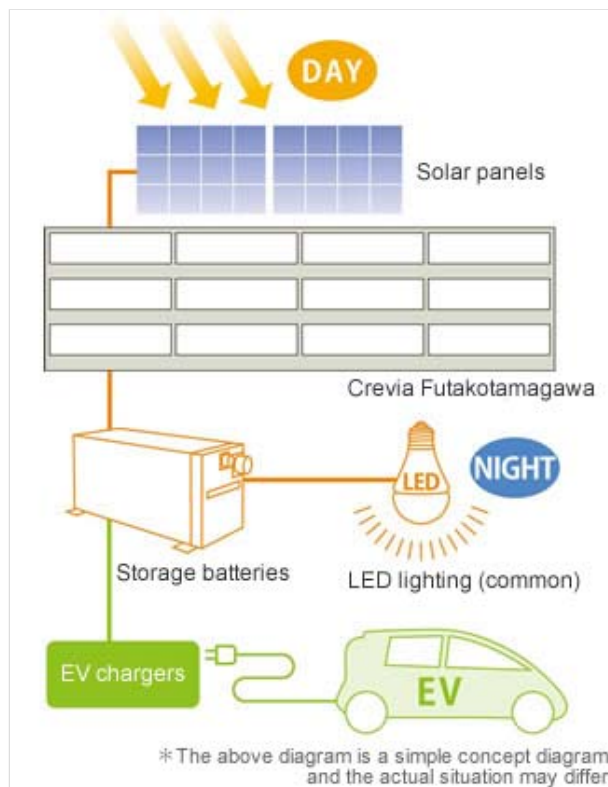 DAY
Solar panels
Crevia Futakotamagawa
LED
NIGHT
Storage batteries
LED lighting (common)
EV chargers
EV
＊The above diagram is a simple concept diagram
and the actual situation may differ